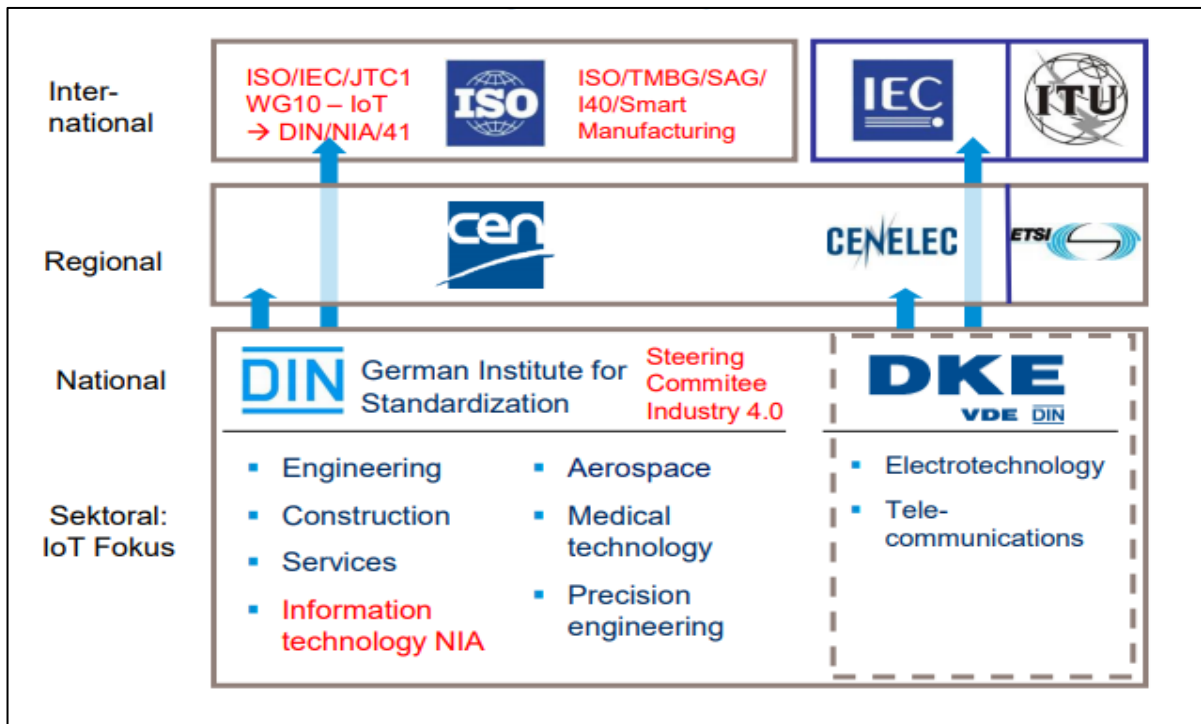 Inter-
national
ISO/IEC/JTC1
WG10 – IoT
→ DIN/NIA/41
ISO
ISO/TMBG/SAG/
I40/Smart
Manufacturing
IEC
ITU
Regional
cen
CENELEC
ETSI
National
DIN
German Institute for
Standardization
Steering
Commitee
Industry 4.0
DKE
VDE DIN
Sektoral:
IoT Fokus
▪ Engineering
▪ Construction
▪ Services
▪ Information
technology NIA
▪ Aerospace
▪ Medical
technology
▪ Precision
engineering
▪ Electrotechnology
▪ Tele-
communications